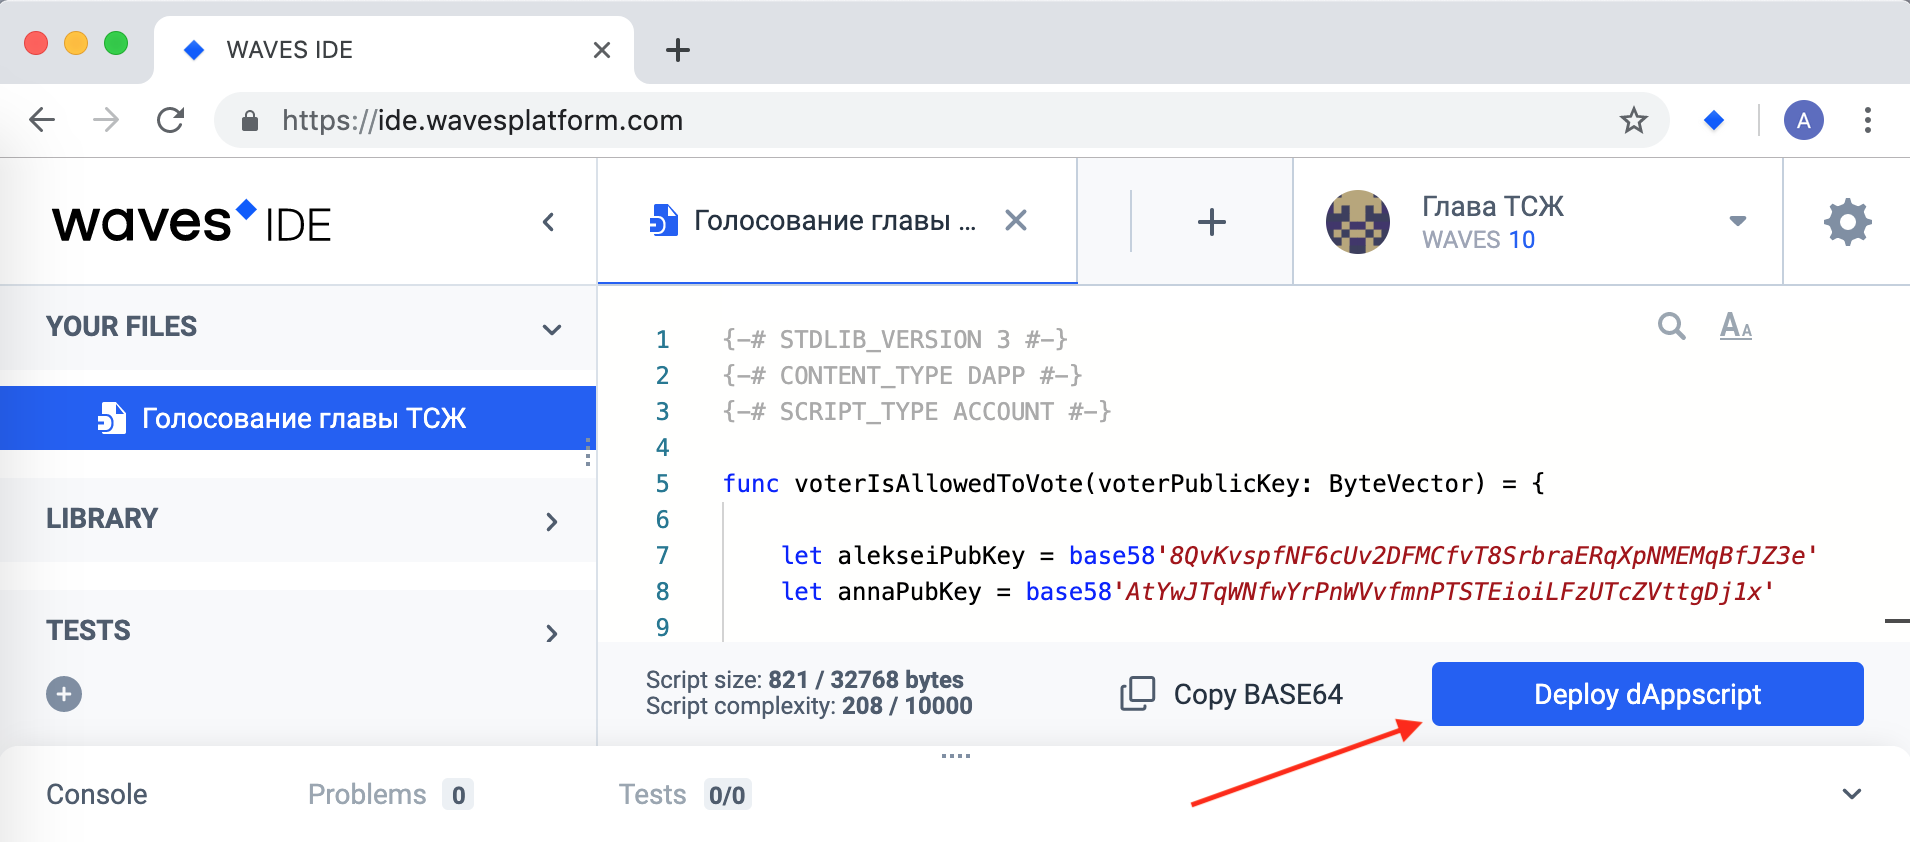 WAVES IDE
https://ide.wavesplatform.com
A
waves IDE
Голосование главы ...
Глава ТСЖ
WAVES 10
YOUR FILES
Голосование главы ТСЖ
LIBRARY
TESTS
AA
1 {-# STDLIB_VERSION 3 #-}
2 {-# CONTENT_TYPE DAPP #-}
3 {-# SCRIPT_TYPE ACCOUNT #-}
4
5 func voterIsAllowedToVote(voterPublicKey: ByteVector) = {
6
7 let alekseiPubKey = base58'8QvKvspfNF6cUv2DFMCfvT8SrbraERqXpNMEMqBfJZ3e'
8 let annaPubKey = base58'AtYwJTqWNfwYrPnWVvfmnPTSTEioiLFzUTcZVttgDj1x'
9
Script size: 821 / 32768 bytes
Script complexity: 208 / 10000
Copy BASE64
Deploy dAppscript
Console
Problems 0
Tests 0/0